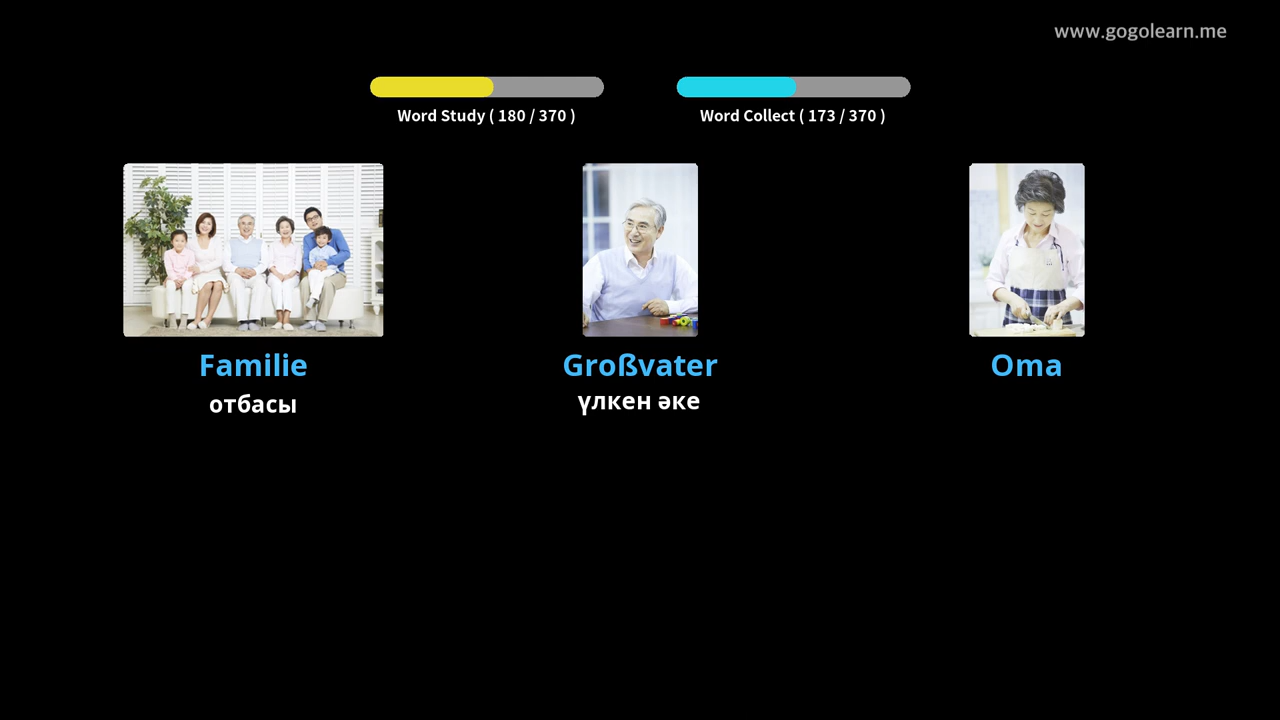 www.gogolearn.me
Word Study ( 180 / 370 )
Word Collect ( 173 / 370 )
Familie
Großvater
Oma
отбасы
үлкен әке